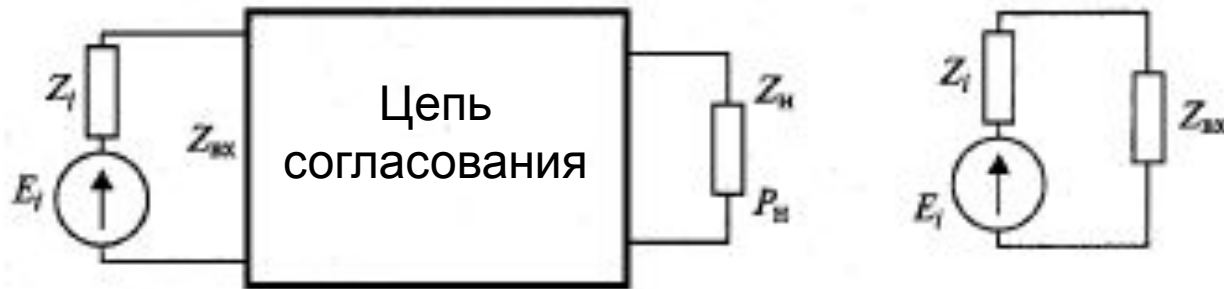 Z_i
E_i
Z_вх
Цепь
согласования
Z_н
P_н
Z_i
E_i
Z_вх